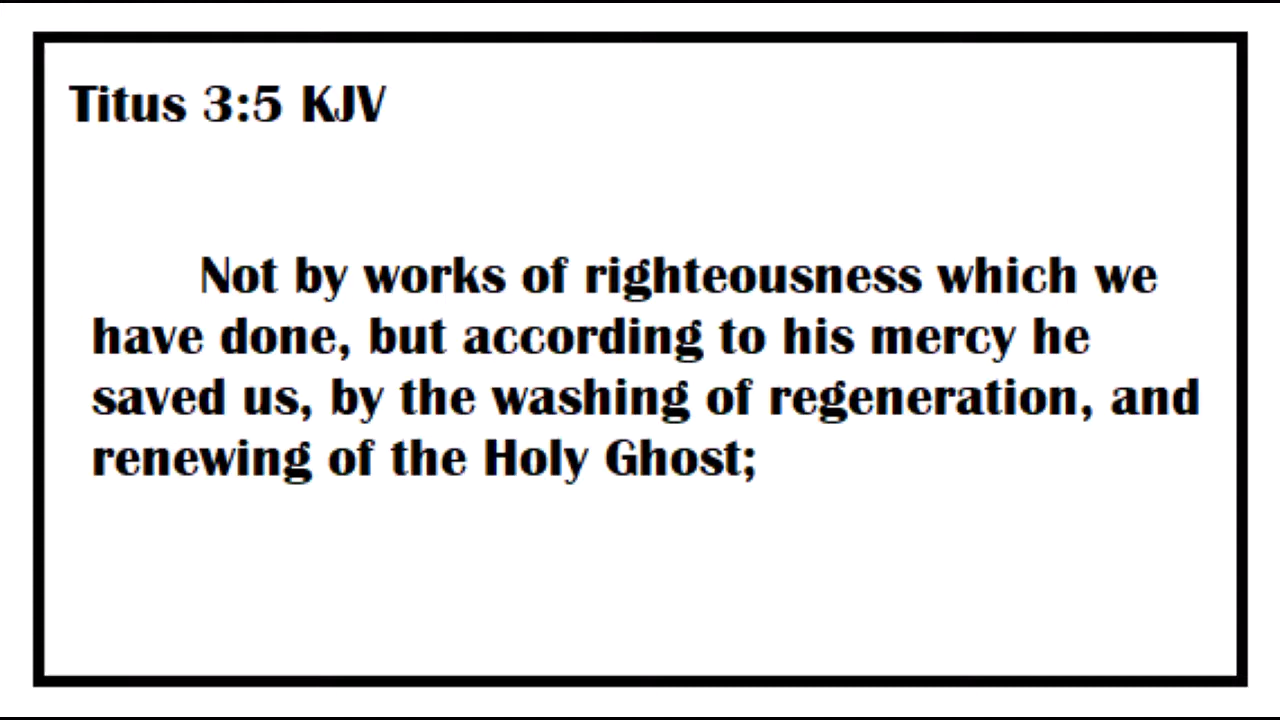 Titus 3:5 KJV
Not by works of righteousness which we
have done, but according to his mercy he
saved us, by the washing of regeneration, and
renewing of the Holy Ghost;